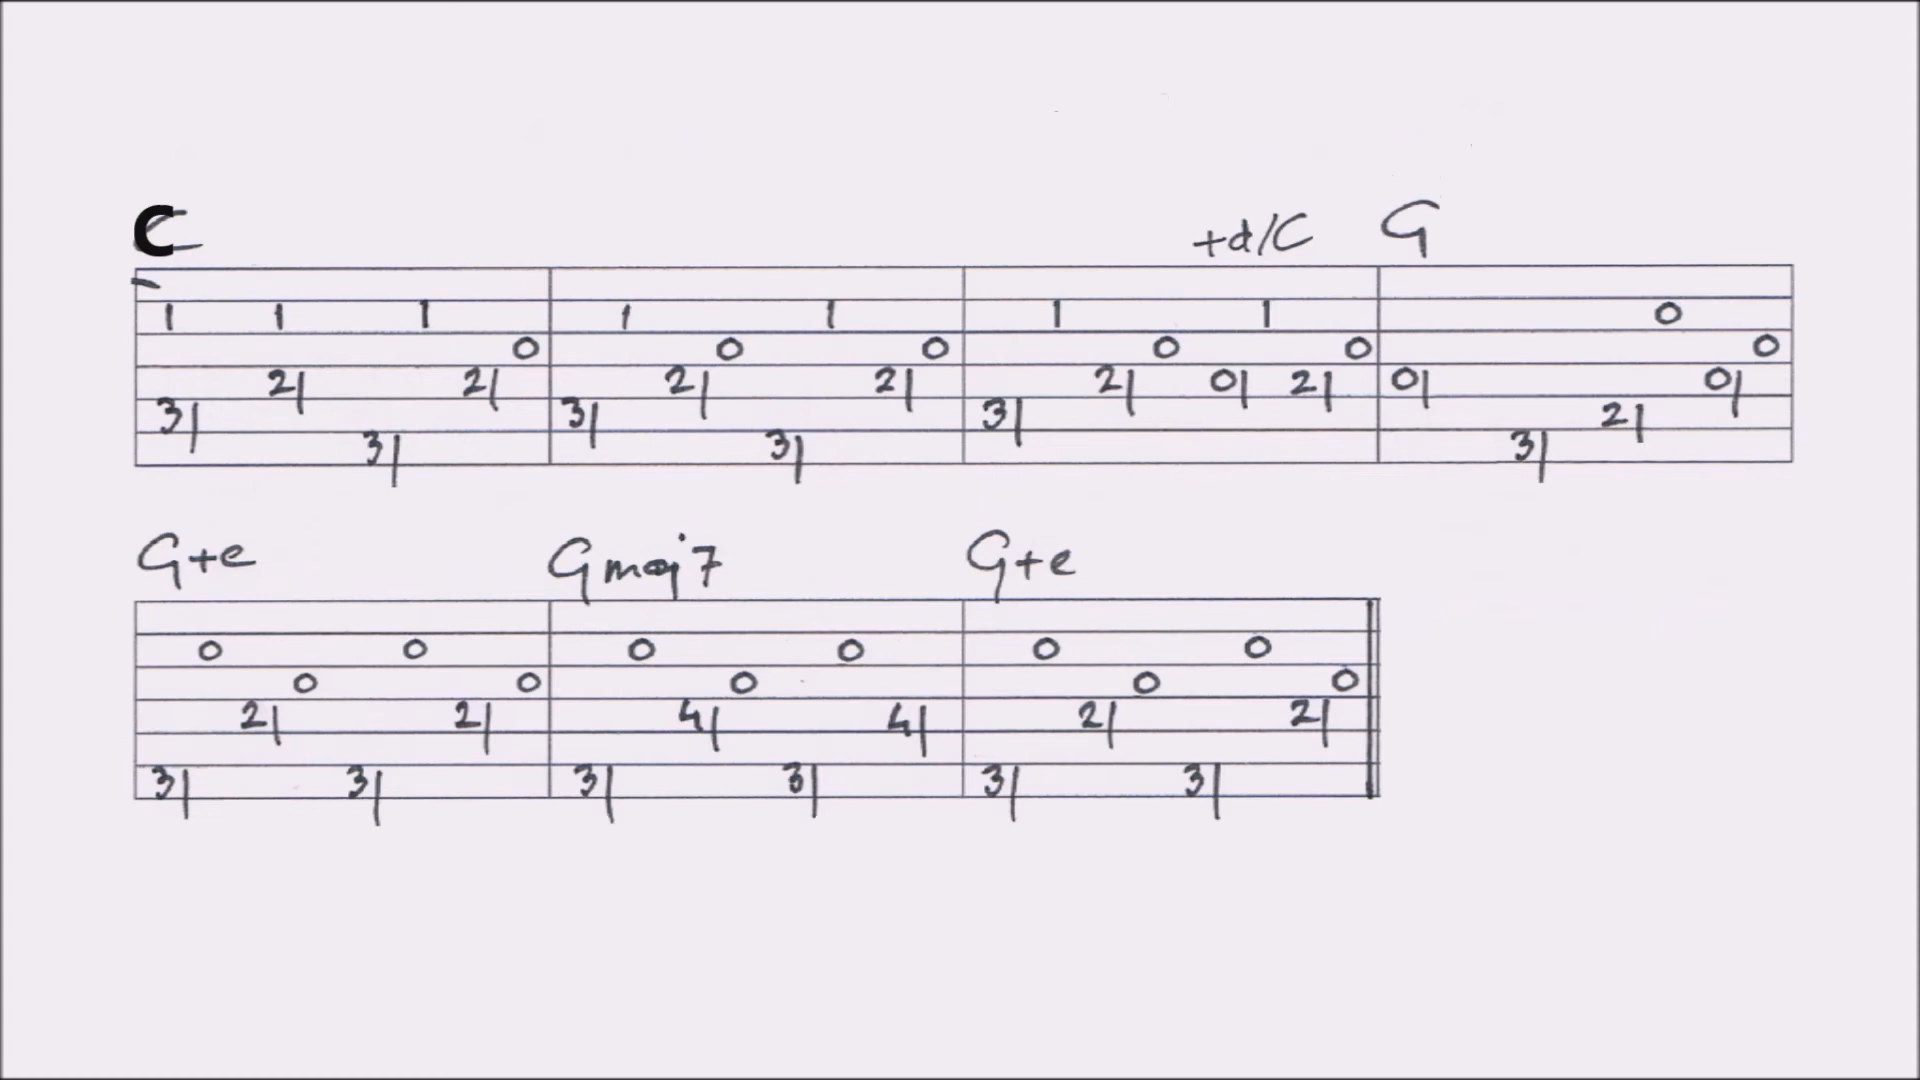 C +d/C G
1 1 1 1 1 1 1 0
0 0 0 0 0 0
2 2 2 2 2 0 2 0 0
3 3 3 2
3 3 3
G+e Gmaj7 G+e
0 0 0 0 0 0
0 0 0 0 0 0
2 2 4 4 2 2
3 3 3 3 3 3